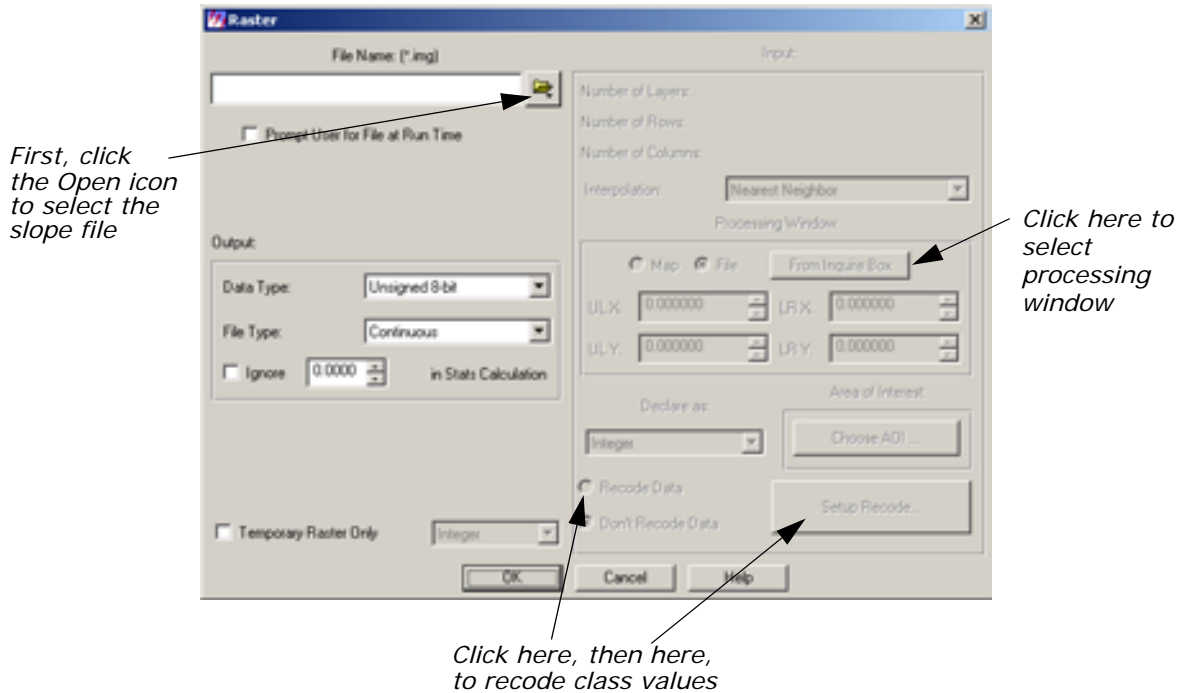 Raster
File Name: (*.img)
Prompt User for File at Run Time
First, click
the Open icon
to select the
slope file
Output:
Data Type: Unsigned 8-bit
File Type: Continuous
Ignore 0.0000 in Stats Calculation
Temporary Raster Only Integer
Input:
Number of Layers:
Number of Rows:
Number of Columns:
Interpolation: Nearest Neighbor
Processing Window:
Map File From Inquire Box
ULX: 0.000000 LRX: 0.000000
ULY: 0.000000 LRY: 0.000000
Declare as: Area of Interest:
Integer Choose AOI ...
Recode Data
Don't Recode Data Setup Recode...
OK Cancel Help
Click here to
select
processing
window
Click here, then here,
to recode class values